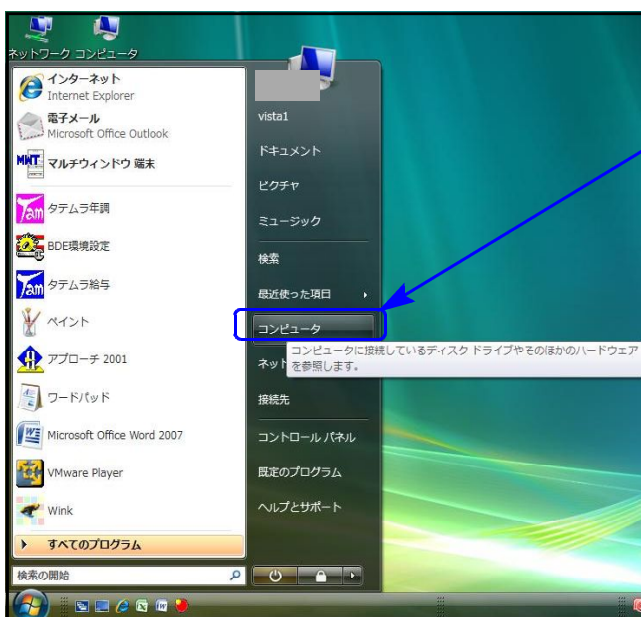 ネットワーク コンピュータ
インターネット
Internet Explorer
電子メール
Microsoft Office Outlook
MWT マルチウィンドウ 端末
Tam タテムラ年調
BDE環境設定
Tam タテムラ給与
ペイント
アプローチ 2001
ワードパッド
Microsoft Office Word 2007
VMware Player
Wink
すべてのプログラム
検索の開始
vista1
ドキュメント
ピクチャ
ミュージック
検索
最近使った項目
コンピュータ
コンピュータに接続しているディスク ドライブやそのほかのハードウェア
を参照します。
ネット
接続先
コントロール パネル
既定のプログラム
ヘルプとサポート